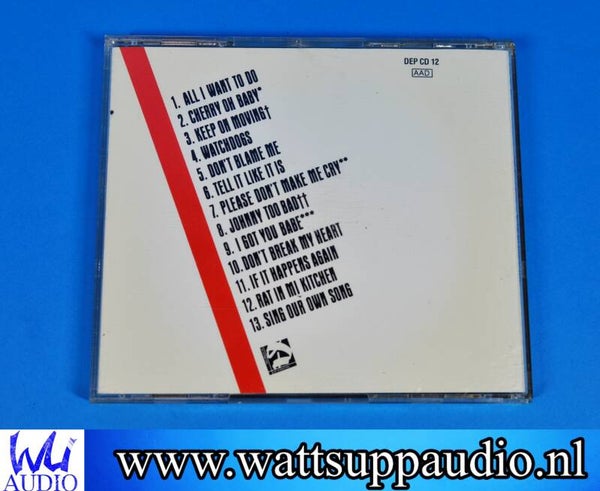 DEP CD 12
AAD
1. ALL I WANT TO DO
2. CHERRY OH BABY*
3. KEEP ON MOVING†
4. WATCHDOGS
5. DON'T BLAME ME
6. TELL IT LIKE IT IS
7. PLEASE DON'T MAKE ME CRY**
8. JOHNNY TOO BAD††
9. I GOT YOU BABE***
10. DON'T BREAK MY HEART
11. IF IT HAPPENS AGAIN
12. RAT IN MI KITCHEN
13. SING OUR OWN SONG
WU
AUDIO
www.wattsuppaudio.nl